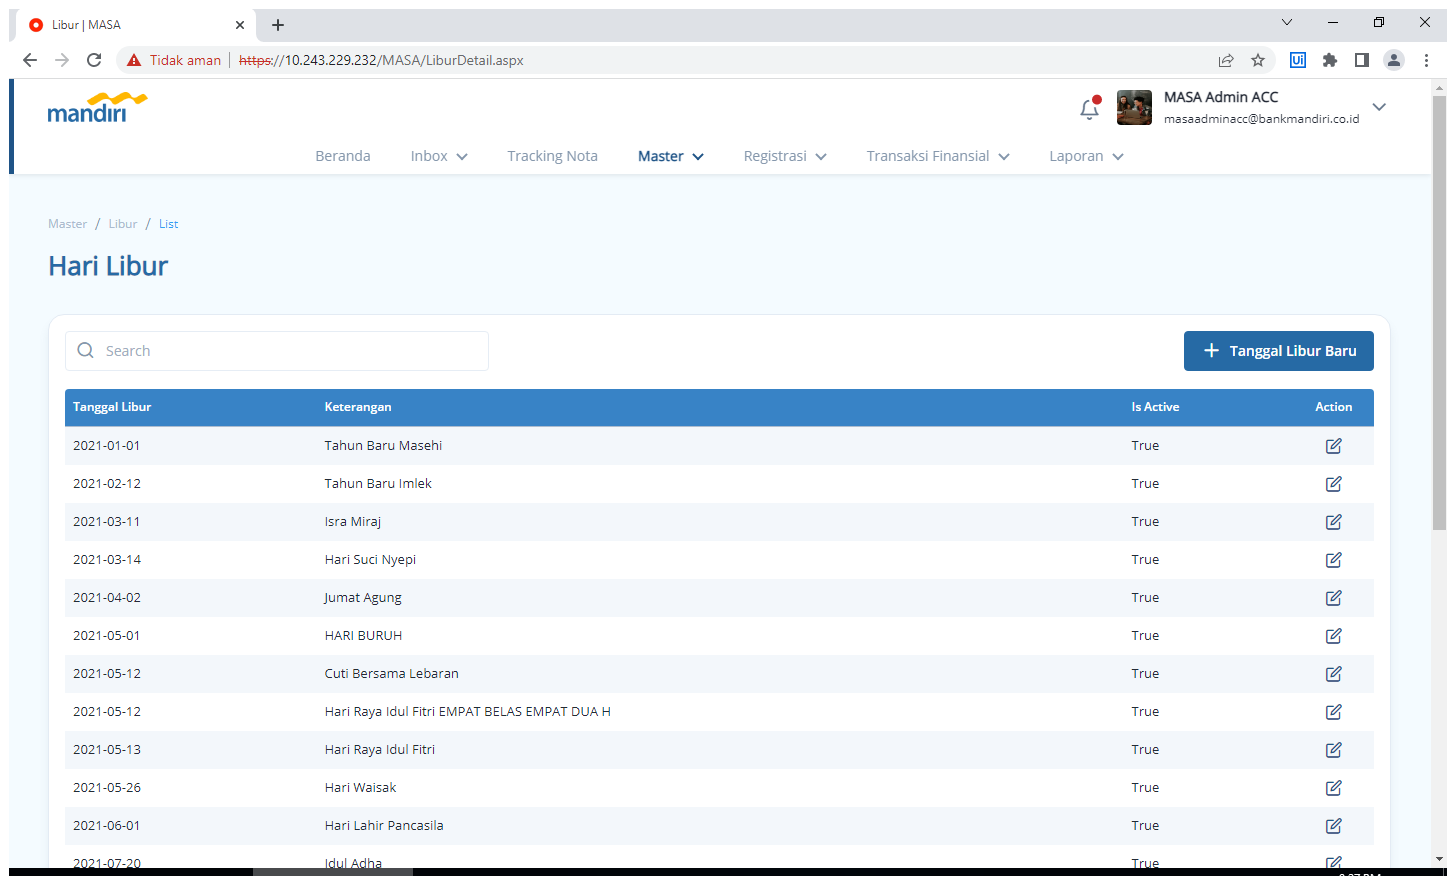 Libur | MASA
Tidak aman https://10.243.229.232/MASA/LiburDetail.aspx
Ui
mandiri
MASA Admin ACC
masaadminacc@bankmandiri.co.id
Beranda Inbox Tracking Nota Master Registrasi Transaksi Finansial Laporan
Master / Libur / List
Hari Libur
Search
+ Tanggal Libur Baru
Tanggal Libur Keterangan Is Active Action
2021-01-01 Tahun Baru Masehi True
2021-02-12 Tahun Baru Imlek True
2021-03-11 Isra Miraj True
2021-03-14 Hari Suci Nyepi True
2021-04-02 Jumat Agung True
2021-05-01 HARI BURUH True
2021-05-12 Cuti Bersama Lebaran True
2021-05-12 Hari Raya Idul Fitri EMPAT BELAS EMPAT DUA H True
2021-05-13 Hari Raya Idul Fitri True
2021-05-26 Hari Waisak True
2021-06-01 Hari Lahir Pancasila True
2021-07-20 Idul Adha True